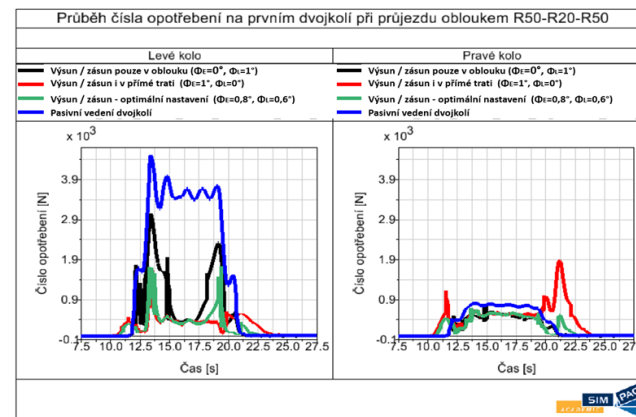 Průběh čísla opotřebení na prvním dvojkolí při průjezdu obloukem R50-R20-R50
Levé kolo
Výsun / zásun pouze v oblouku (ΦE=0°, ΦL=1°)
Výsun / zásun i v přímé trati (ΦE=1°, ΦL=0°)
Výsun / zásun - optimální nastavení (ΦE=0,8°, ΦL=0,6°)
Pasivní vedení dvojkolí
x 10³
Číslo opotřebení [N]
3.9
2.9
1.9
0.9
-0.1
7.5 10.0 12.5 15.0 17.5 20.0 22.5 25.0 27.5
Čas [s]
Pravé kolo
Výsun / zásun pouze v oblouku (ΦE=0°, ΦL=1°)
Výsun / zásun i v přímé trati (ΦE=1°, ΦL=0°)
Výsun / zásun - optimální nastavení (ΦE=0,8°, ΦL=0,6°)
Pasivní vedení dvojkolí
x 10³
Číslo opotřebení [N]
3.9
2.9
1.9
0.9
-0.1
7.5 10.0 12.5 15.0 17.5 20.0 22.5 25.0 27.5
Čas [s]
SIM PAC
ACADEMIC